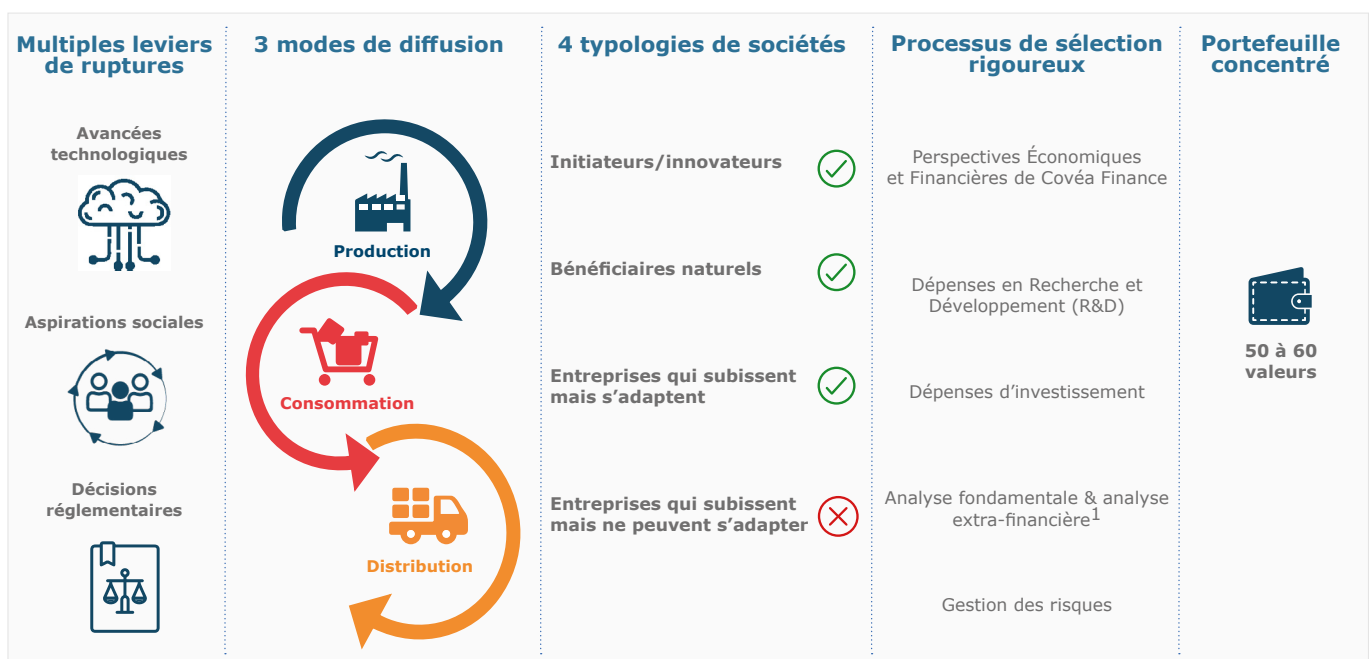 Multiples leviers
de ruptures
Avancées
technologiques
Aspirations sociales
Décisions
réglementaires
3 modes de diffusion
Production
Consommation
Distribution
4 typologies de sociétés
Initiateurs/innovateurs
Bénéficiaires naturels
Entreprises qui subissent
mais s’adaptent
Entreprises qui subissent
mais ne peuvent s’adapter
Processus de sélection
rigoureux
Perspectives Économiques
et Financières de Covéa Finance
Dépenses en Recherche et
Développement (R&D)
Dépenses d’investissement
Analyse fondamentale & analyse
extra-financière1
Gestion des risques
Portefeuille
concentré
50 à 60
valeurs